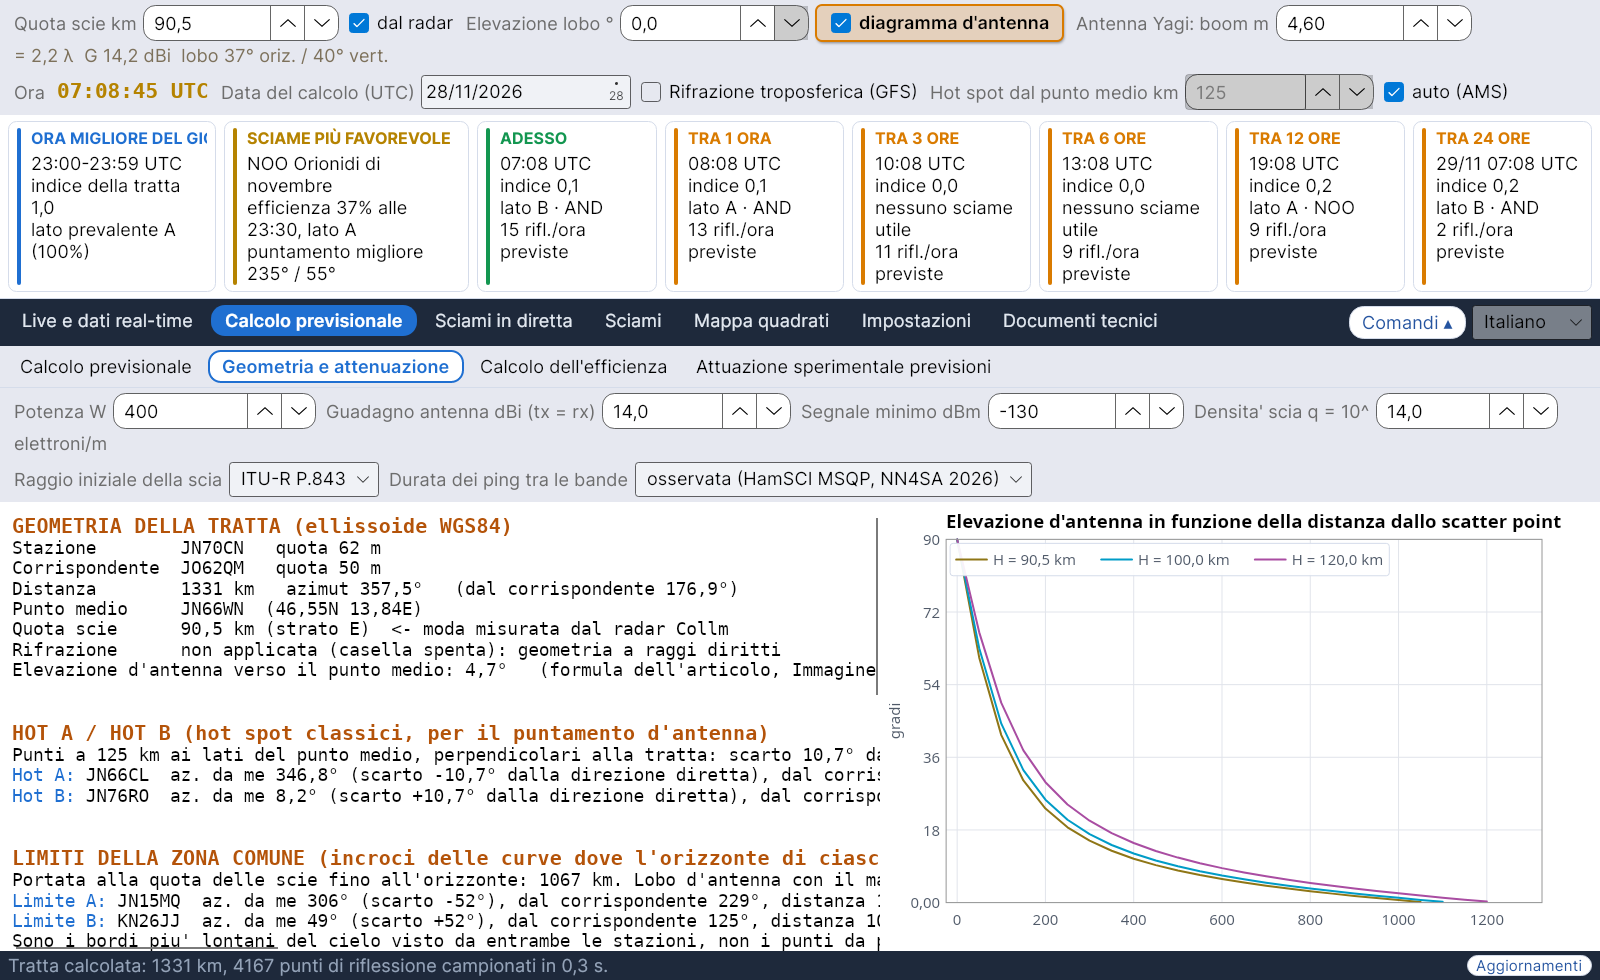 Quota scie km 90,5 dal radar Elevazione lobo ° 0,0 diagramma d'antenna Antenna Yagi: boom m 4,60
= 2,2 λ G 14,2 dBi lobo 37° oriz. / 40° vert.
Ora 07:08:45 UTC Data del calcolo (UTC) 28/11/2026 28 Rifrazione troposferica (GFS) Hot spot dal punto medio km 125 auto (AMS)
ORA MIGLIORE DEL GIO
23:00-23:59 UTC
indice della tratta
1,0
lato prevalente A
(100%)
SCIAME PIÙ FAVOREVOLE
NOO Orionidi di
novembre
efficienza 37% alle
23:30, lato A
puntamento migliore
235° / 55°
ADESSO
07:08 UTC
indice 0,1
lato B · AND
15 rifl./ora
previste
TRA 1 ORA
08:08 UTC
indice 0,1
lato A · AND
13 rifl./ora
previste
TRA 3 ORE
10:08 UTC
indice 0,0
nessuno sciame
utile
11 rifl./ora
previste
TRA 6 ORE
13:08 UTC
indice 0,0
nessuno sciame
utile
9 rifl./ora
previste
TRA 12 ORE
19:08 UTC
indice 0,2
lato A · NOO
9 rifl./ora
previste
TRA 24 ORE
29/11 07:08 UTC
indice 0,2
lato B · AND
2 rifl./ora
previste
Live e dati real-time Calcolo previsionale Sciami in diretta Sciami Mappa quadrati Impostazioni Documenti tecnici Comandi ▴ Italiano
Calcolo previsionale Geometria e attenuazione Calcolo dell'efficienza Attuazione sperimentale previsioni
Potenza W 400 Guadagno antenna dBi (tx = rx) 14,0 Segnale minimo dBm -130 Densita' scia q = 10^ 14,0
elettroni/m
Raggio iniziale della scia ITU-R P.843 Durata dei ping tra le bande osservata (HamSCI MSQP, NN4SA 2026)
GEOMETRIA DELLA TRATTA (ellissoide WGS84)
Stazione JN70CN quota 62 m
Corrispondente JO62QM quota 50 m
Distanza 1331 km azimut 357,5° (dal corrispondente 176,9°)
Punto medio JN66WN (46,55N 13,84E)
Quota scie 90,5 km (strato E) <- moda misurata dal radar Collm
Rifrazione non applicata (casella spenta): geometria a raggi diritti
Elevazione d'antenna verso il punto medio: 4,7° (formula dell'articolo, Immagine
HOT A / HOT B (hot spot classici, per il puntamento d'antenna)
Punti a 125 km ai lati del punto medio, perpendicolari alla tratta: scarto 10,7° da
Hot A: JN66CL az. da me 346,8° (scarto -10,7° dalla direzione diretta), dal corris
Hot B: JN76RO az. da me 8,2° (scarto +10,7° dalla direzione diretta), dal corrispo
LIMITI DELLA ZONA COMUNE (incroci delle curve dove l'orizzonte di ciasc
Portata alla quota delle scie fino all'orizzonte: 1067 km. Lobo d'antenna con il ma
Limite A: JN15MQ az. da me 306° (scarto -52°), dal corrispondente 229°, distanza 1
Limite B: KN26JJ az. da me 49° (scarto +52°), dal corrispondente 125°, distanza 10
Sono i bordi piu' lontani del cielo visto da entrambe le stazioni, non i punti da p
Elevazione d'antenna in funzione della distanza dallo scatter point
H = 90,5 km H = 100,0 km H = 120,0 km
gradi
90
72
54
36
18
0,00
0 200 400 600 800 1000 1200
Tratta calcolata: 1331 km, 4167 punti di riflessione campionati in 0,3 s. Aggiornamenti